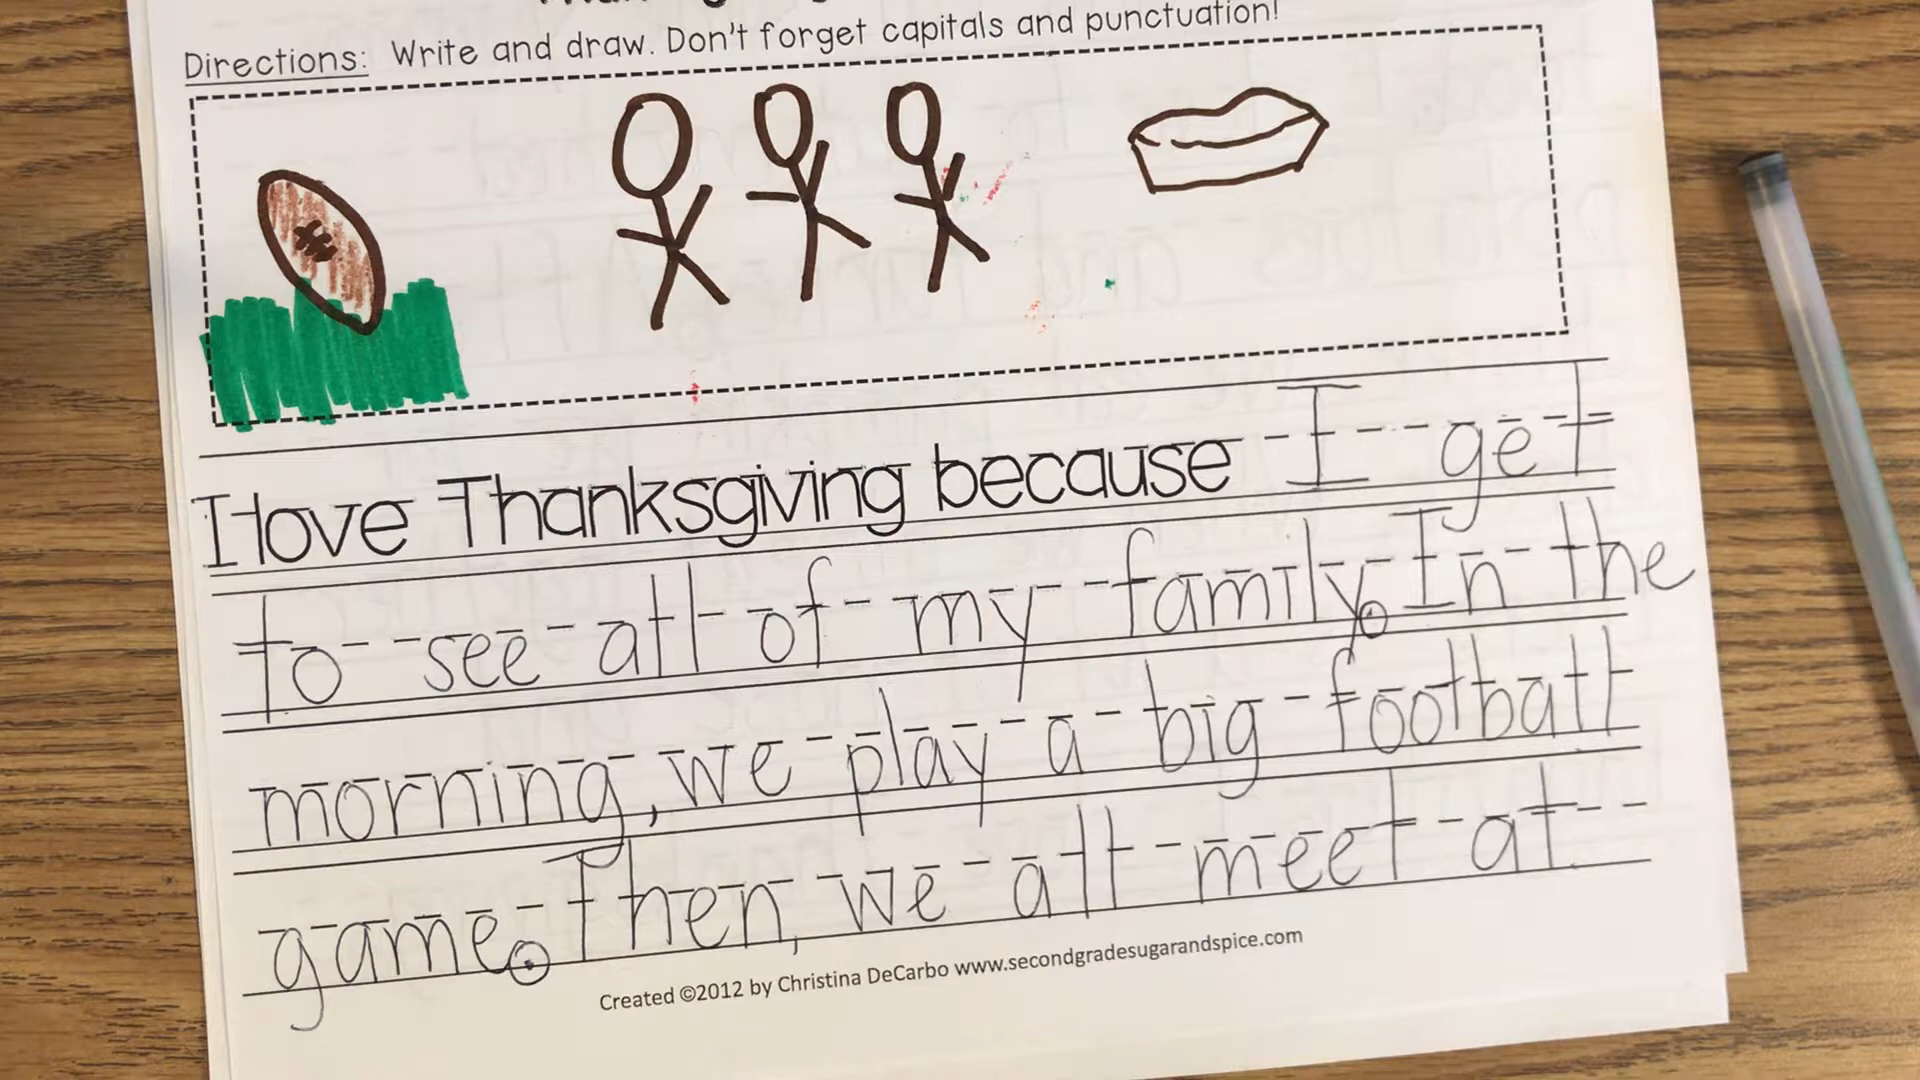 Directions: Write and draw. Don't forget capitals and punctuation!
I love Thanksgiving because I get
to see all of my family. In the
morning, we play a big football
game. Then, we all meet at
Created ©2012 by Christina DeCarbo www.secondgradesugarandspice.com